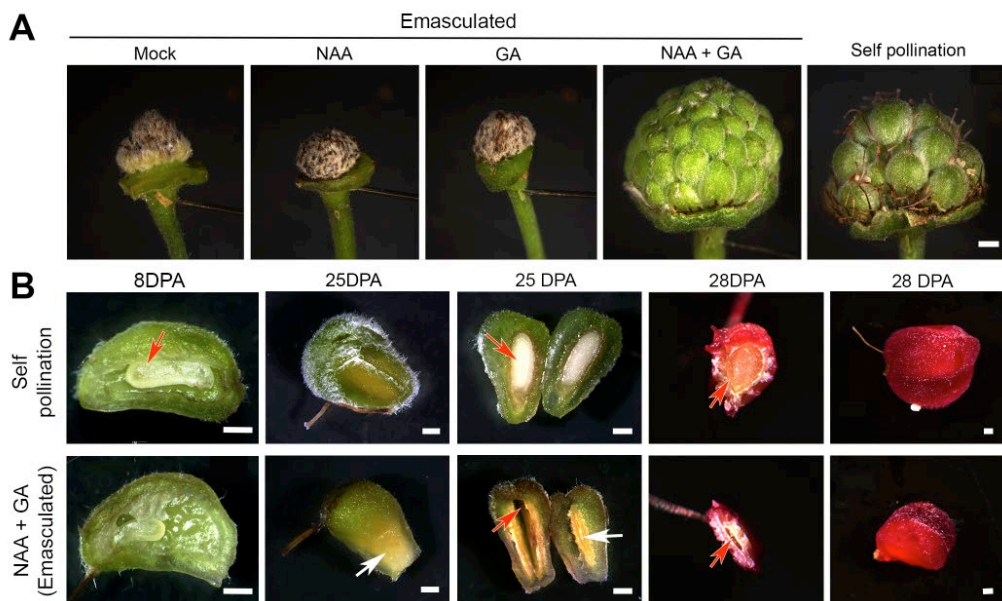 A
Emasculated
Mock NAA GA NAA + GA Self pollination
B
8DPA 25DPA 25 DPA 28DPA 28 DPA
Self
pollination
NAA + GA
(Emasculated)